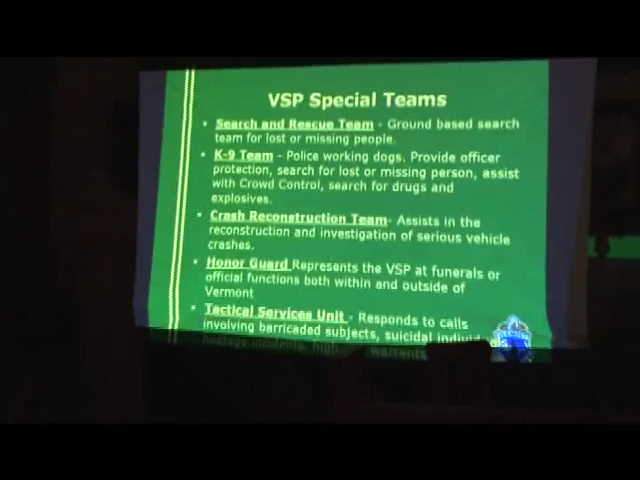 VSP Special Teams
• Search and Rescue Team - Ground based search
team for lost or missing people.
• K-9 Team - Police working dogs. Provide officer
protection, search for lost or missing person, assist
with Crowd Control, search for drugs and
explosives.
• Crash Reconstruction Team- Assists in the
reconstruction and investigation of serious vehicle
crashes.
• Honor Guard Represents the VSP at funerals or
official functions both within and outside of
Vermont
• Tactical Services Unit - Responds to calls
involving barricaded subjects, suicidal
hostage incidents, high warrants